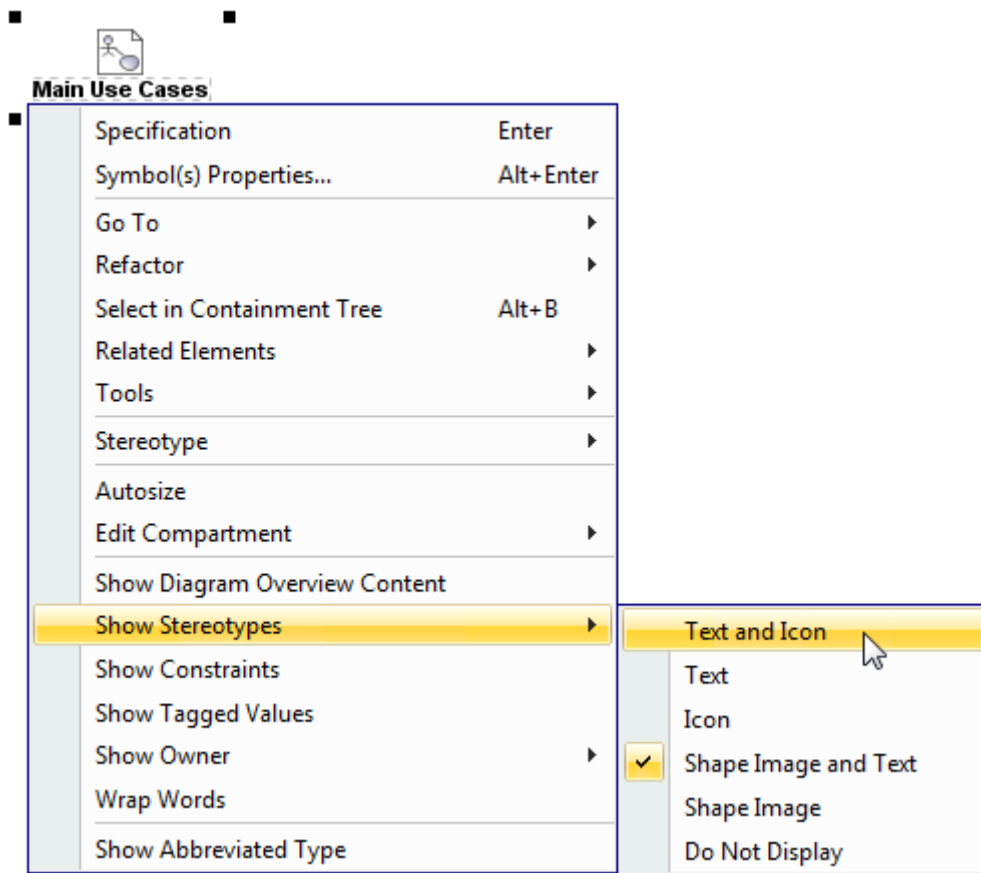 Main Use Cases
Specification Enter
Symbol(s) Properties... Alt+Enter
Go To
Refactor
Select in Containment Tree Alt+B
Related Elements
Tools
Stereotype
Autosize
Edit Compartment
Show Diagram Overview Content
Show Stereotypes
Show Constraints
Show Tagged Values
Show Owner
Wrap Words
Show Abbreviated Type
Text and Icon
Text
Icon
Shape Image and Text
Shape Image
Do Not Display